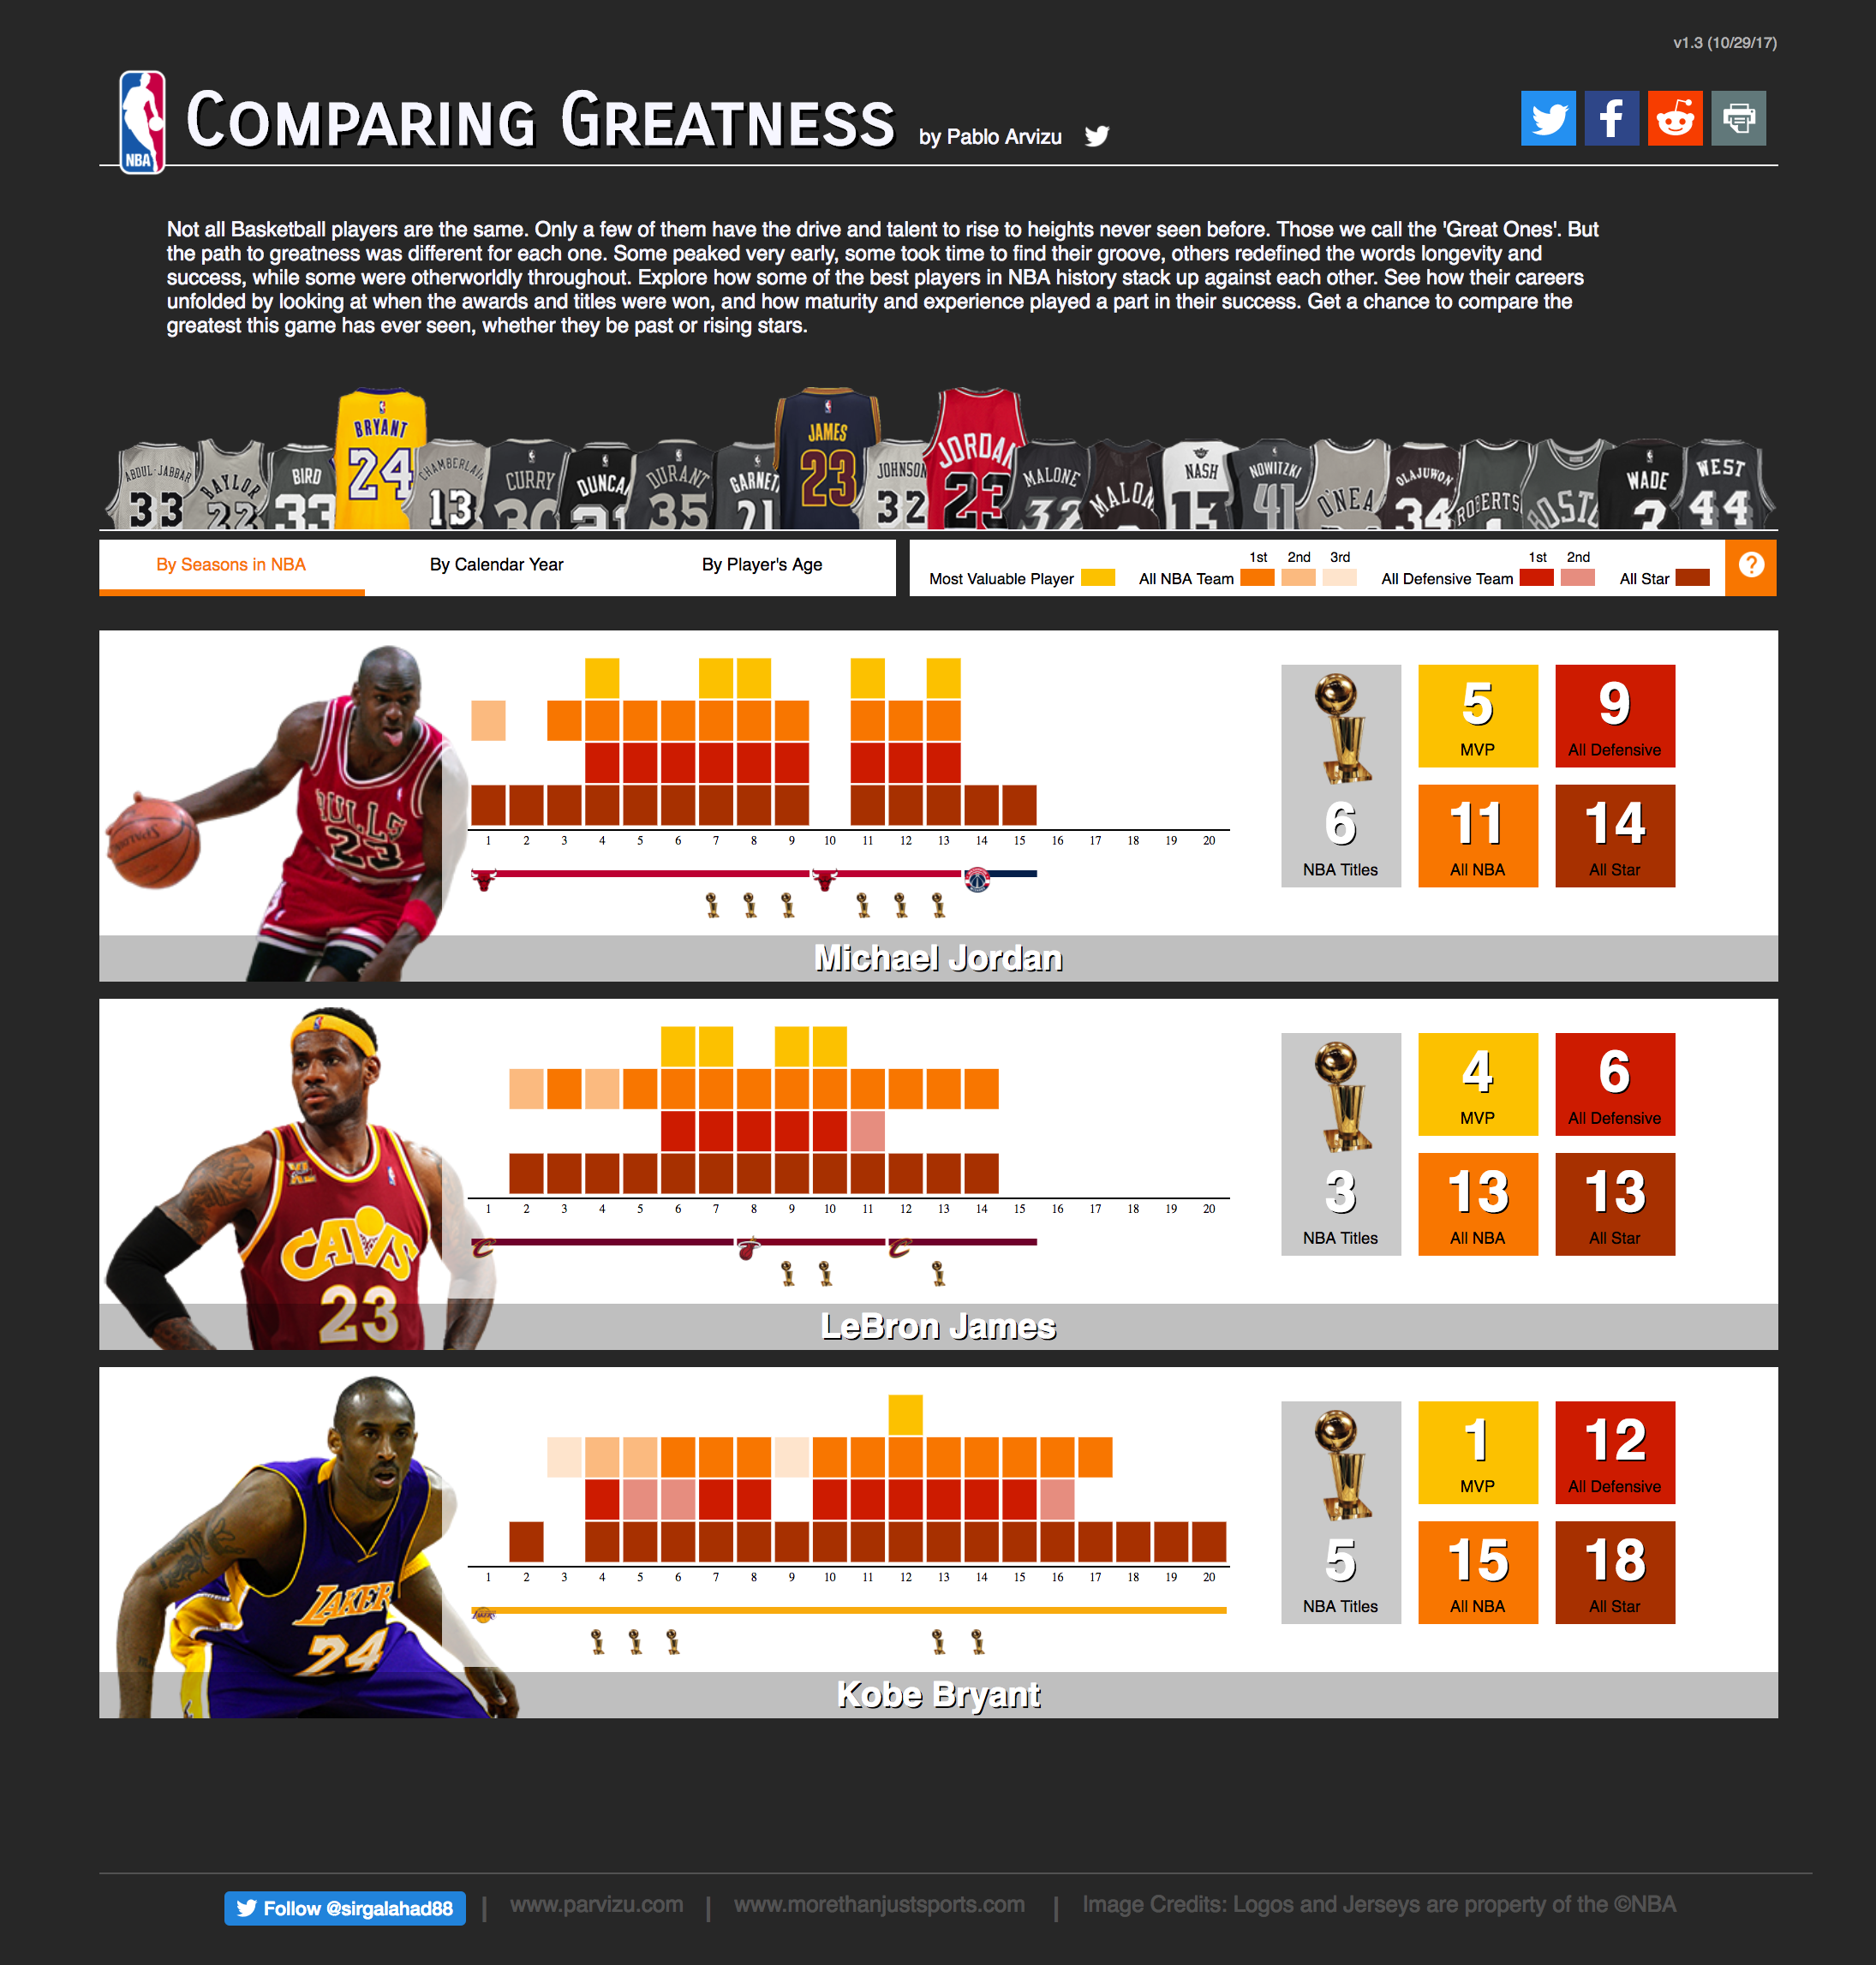 v1.3 (10/29/17)
NBA
COMPARING GREATNESS by Pablo Arvizu
Not all Basketball players are the same. Only a few of them have the drive and talent to rise to heights never seen before. Those we call the 'Great Ones'. But
the path to greatness was different for each one. Some peaked very early, some took time to find their groove, others redefined the words longevity and
success, while some were otherworldly throughout. Explore how some of the best players in NBA history stack up against each other. See how their careers
unfolded by looking at when the awards and titles were won, and how maturity and experience played a part in their success. Get a chance to compare the
greatest this game has ever seen, whether they be past or rising stars.
ABDUL-JABBAR BAYLOR BIRD BRYANT CHAMBERLAIN CURRY DUNCA DURANT GARNET JAMES JOHNSON JORDAN MALONE MALON NASH NOWITZKI O'NEA OLAJUWON ROBERTS WADE WEST
33 22 33 24 13 30 21 35 21 23 32 23 32 13 41 34 3 44
By Seasons in NBA By Calendar Year By Player's Age
1st 2nd 3rd 1st 2nd
Most Valuable Player All NBA Team All Defensive Team All Star ?
BULLS
23
1 2 3 4 5 6 7 8 9 10 11 12 13 14 15 16 17 18 19 20
5 MVP
9 All Defensive
6 NBA Titles
11 All NBA
14 All Star
Michael Jordan
CAVS
23
1 2 3 4 5 6 7 8 9 10 11 12 13 14 15 16 17 18 19 20
4 MVP
6 All Defensive
3 NBA Titles
13 All NBA
13 All Star
LeBron James
LAKER
24
1 2 3 4 5 6 7 8 9 10 11 12 13 14 15 16 17 18 19 20
1 MVP
12 All Defensive
5 NBA Titles
15 All NBA
18 All Star
Kobe Bryant
Follow @sirgalahad88 | www.parvizu.com | www.morethanjustsports.com | Image Credits: Logos and Jerseys are property of the ©NBA